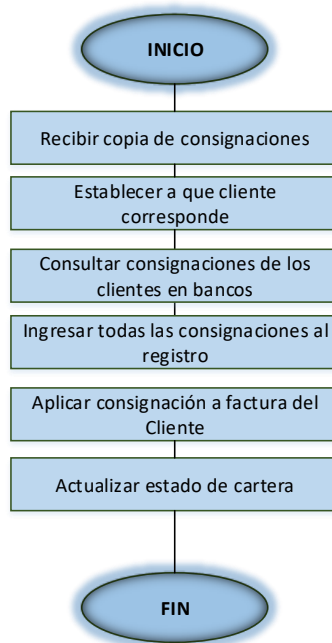 INICIO
Recibir copia de consignaciones
Establecer a que cliente
corresponde
Consultar consignaciones de los
clientes en bancos
Ingresar todas las consignaciones al
registro
Aplicar consignación a factura del
Cliente
Actualizar estado de cartera
FIN